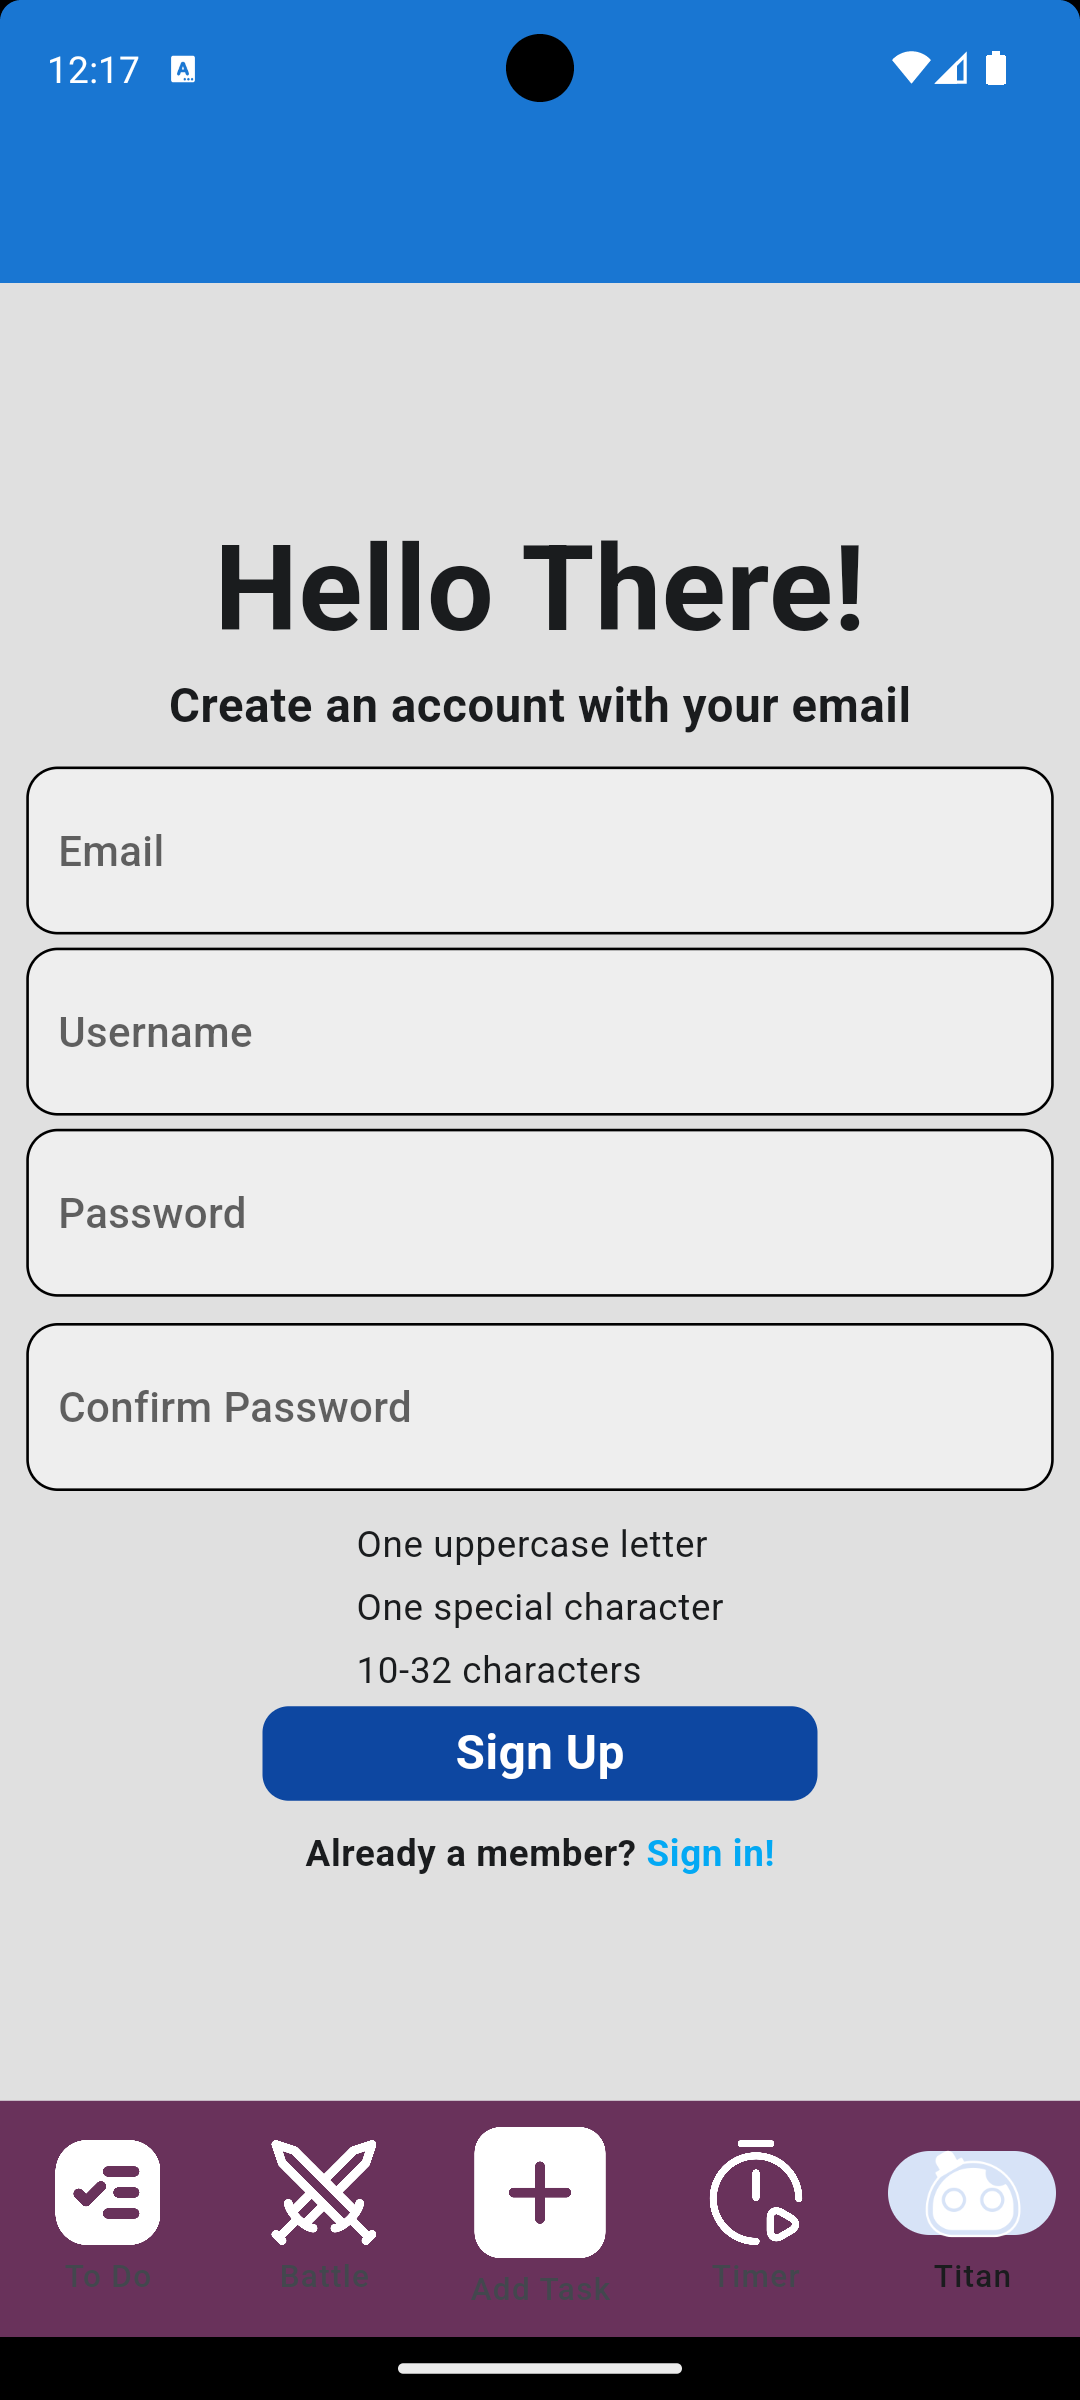 12:17
Hello There!
Create an account with your email
Email
Username
Password
Confirm Password
One uppercase letter
One special character
10-32 characters
Sign Up
Already a member? Sign in!
To Do
Battle
Add Task
Timer
Titan